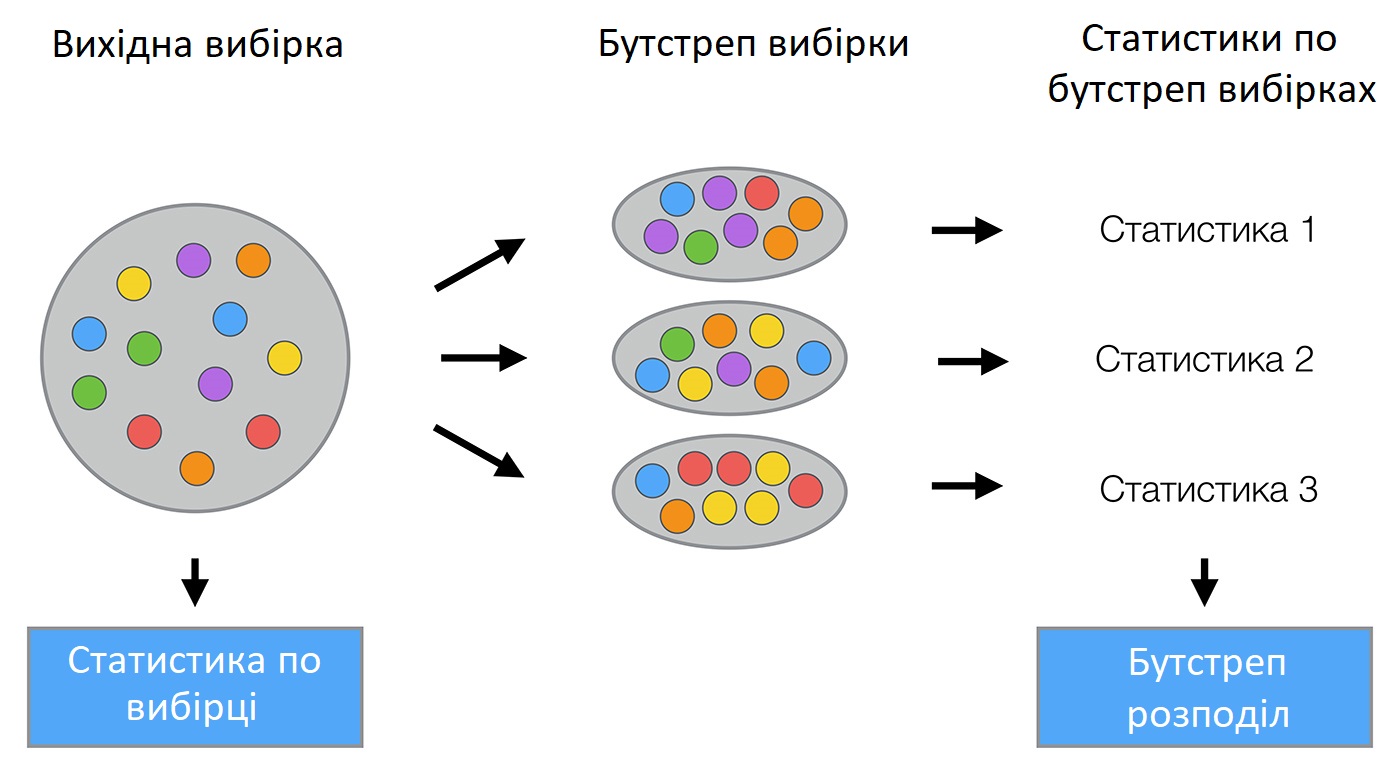 Вихідна вибірка
Бутстреп вибірки
Статистики по
бутстреп вибірках
Статистика 1
Статистика 2
Статистика 3
Статистика по
вибірці
Бутстреп
розподіл